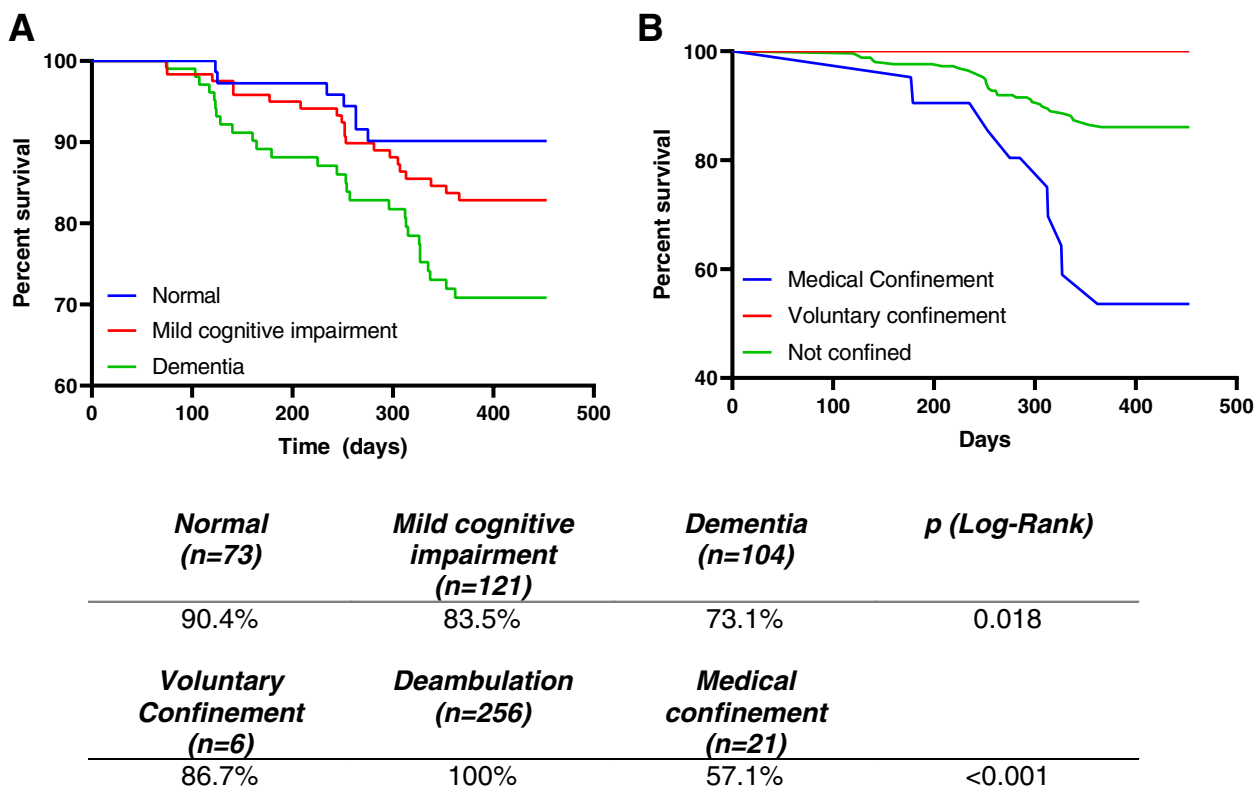 A
100
90
80
70
60
Percent survival
Normal
Mild cognitive impairment
Dementia
0
100
200
300
400
500
Time (days)
B
100
80
60
40
Percent survival
Medical Confinement
Voluntary confinement
Not confined
0
100
200
300
400
500
Days
Normal
(n=73)
Mild cognitive
impairment
(n=121)
Dementia
(n=104)
p (Log-Rank)
90.4%
83.5%
73.1%
0.018
Voluntary
Confinement
(n=6)
Deambulation
(n=256)
Medical
confinement
(n=21)
86.7%
100%
57.1%
<0.001